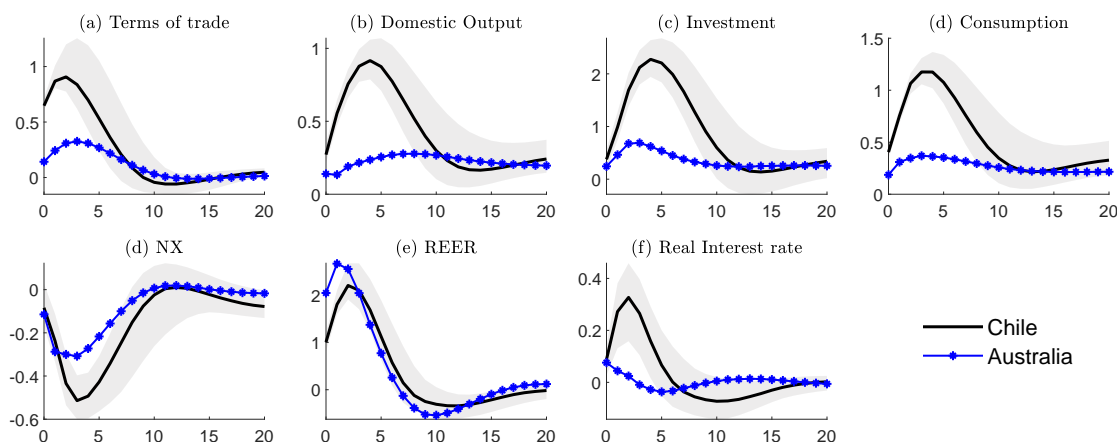 (a) Terms of trade
1
0.5
0
0 5 10 15 20
(b) Domestic Output
1
0.5
0
0 5 10 15 20
(c) Investment
2
1
0
0 5 10 15 20
(d) Consumption
1.5
1
0.5
0
0 5 10 15 20
(d) NX
0
-0.2
-0.4
-0.6
0 5 10 15 20
(e) REER
2
1
0
0 5 10 15 20
(f) Real Interest rate
0.4
0.2
0
0 5 10 15 20
Chile
Australia